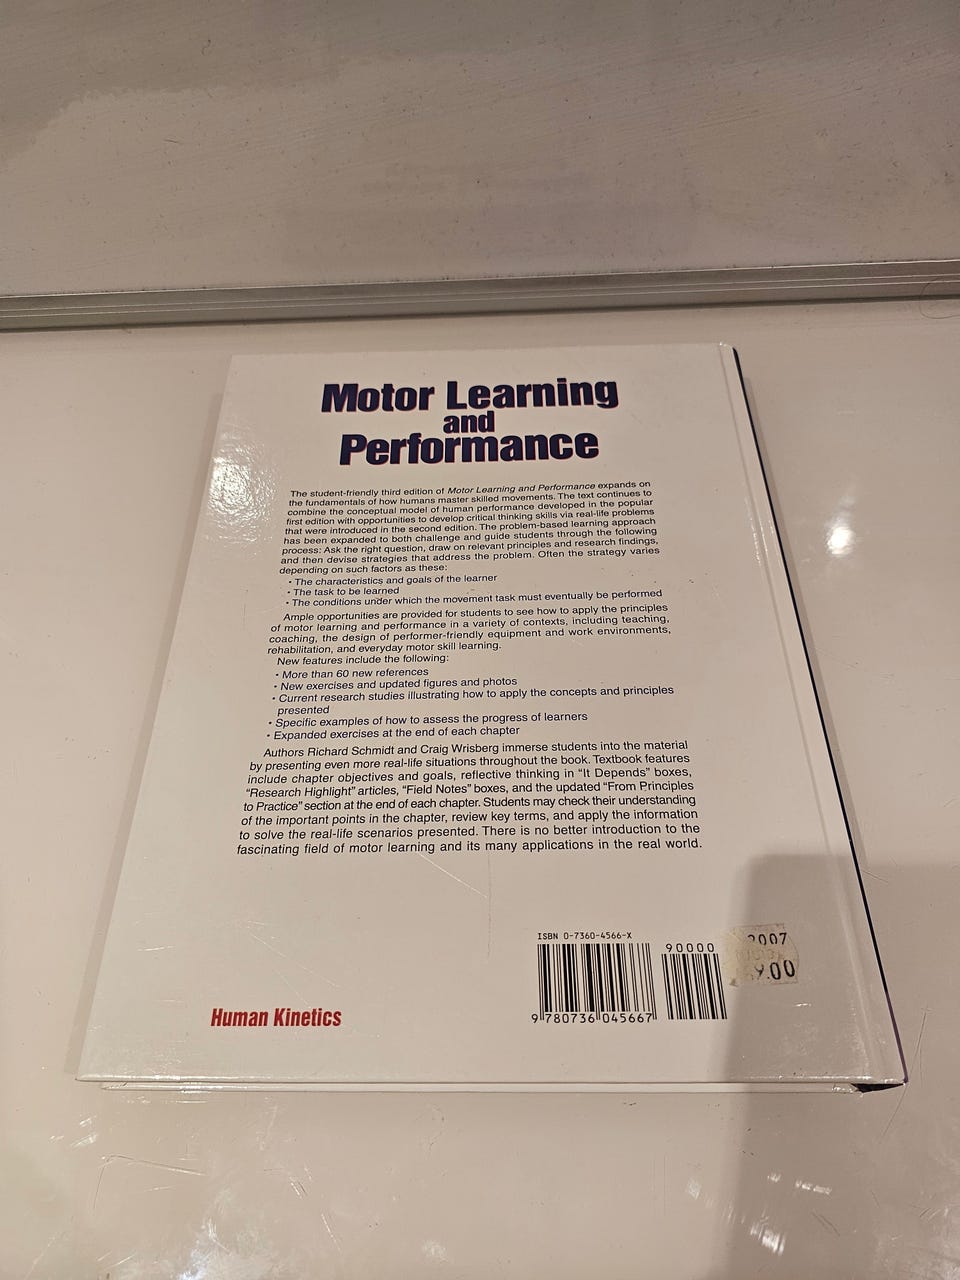 Motor Learning
and
Performance
The student-friendly third edition of Motor Learning and Performance expands on
the fundamentals of how humans master skilled movements. The text continues to
combine the conceptual model of human performance developed in the popular
first edition with opportunities to develop critical thinking skills via real-life problems
that were introduced in the second edition. The problem-based learning approach
has been expanded to both challenge and guide students through the following
process: Ask the right question, draw on relevant principles and research findings,
and then devise strategies that address the problem. Often the strategy varies
depending on such factors as these:
• The characteristics and goals of the learner
• The task to be learned
• The conditions under which the movement task must eventually be performed
Ample opportunities are provided for students to see how to apply the principles
of motor learning and performance in a variety of contexts, including teaching,
coaching, the design of performer-friendly equipment and work environments,
rehabilitation, and everyday motor skill learning.
New features include the following:
• More than 60 new references
• New exercises and updated figures and photos
• Current research studies illustrating how to apply the concepts and principles
presented
• Specific examples of how to assess the progress of learners
• Expanded exercises at the end of each chapter
Authors Richard Schmidt and Craig Wrisberg immerse students into the material
by presenting even more real-life situations throughout the book. Textbook features
include chapter objectives and goals, reflective thinking in “It Depends” boxes,
“Research Highlight” articles, “Field Notes” boxes, and the updated “From Principles
to Practice” section at the end of each chapter. Students may check their understanding
of the important points in the chapter, review key terms, and apply the information
to solve the real-life scenarios presented. There is no better introduction to the
fascinating field of motor learning and its many applications in the real world.
ISBN 0-7360-4566-X
90000
2007
9.00
9 780736 045667
Human Kinetics